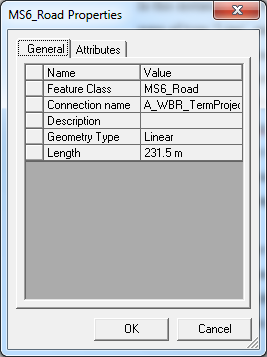 MS6_Road Properties
General Attributes
Name Value
Feature Class MS6_Road
Connection name A_WBR_TermProjec
Description
Geometry Type Linear
Length 231.5 m
OK Cancel